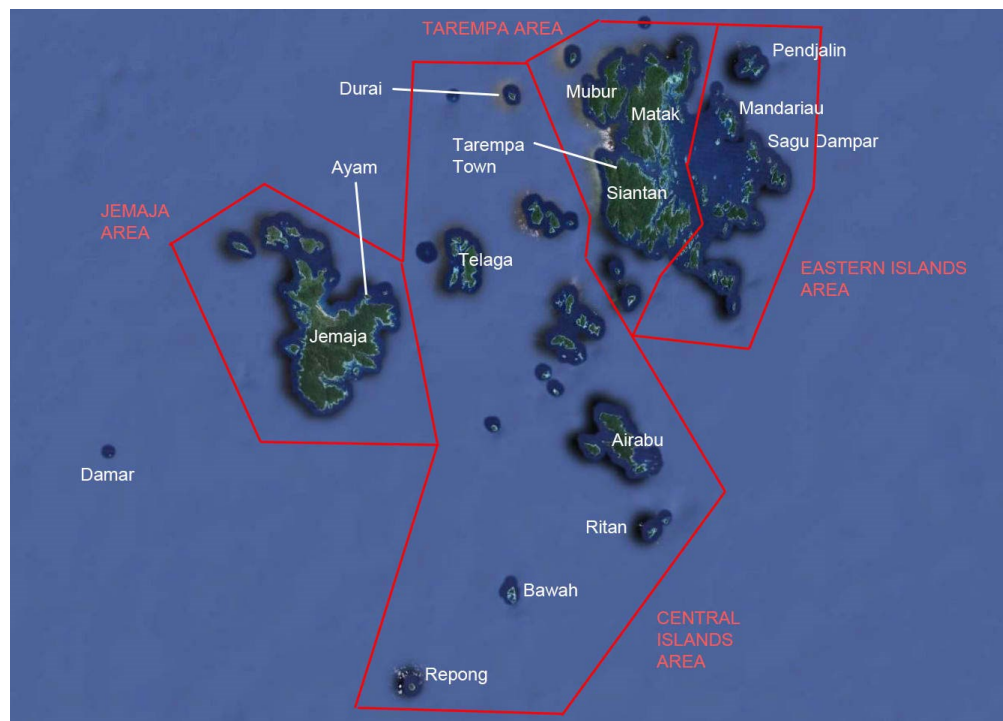 TAREMPA AREA
Pendjalin
Durai
Mubur
Matak
Mandariau
Tarempa
Town
Sagu Dampar
Ayam
Siantan
JEMAJA
AREA
Telaga
EASTERN ISLANDS
AREA
Jemaja
Airabu
Damar
Ritan
Bawah
CENTRAL
ISLANDS
AREA
Repong